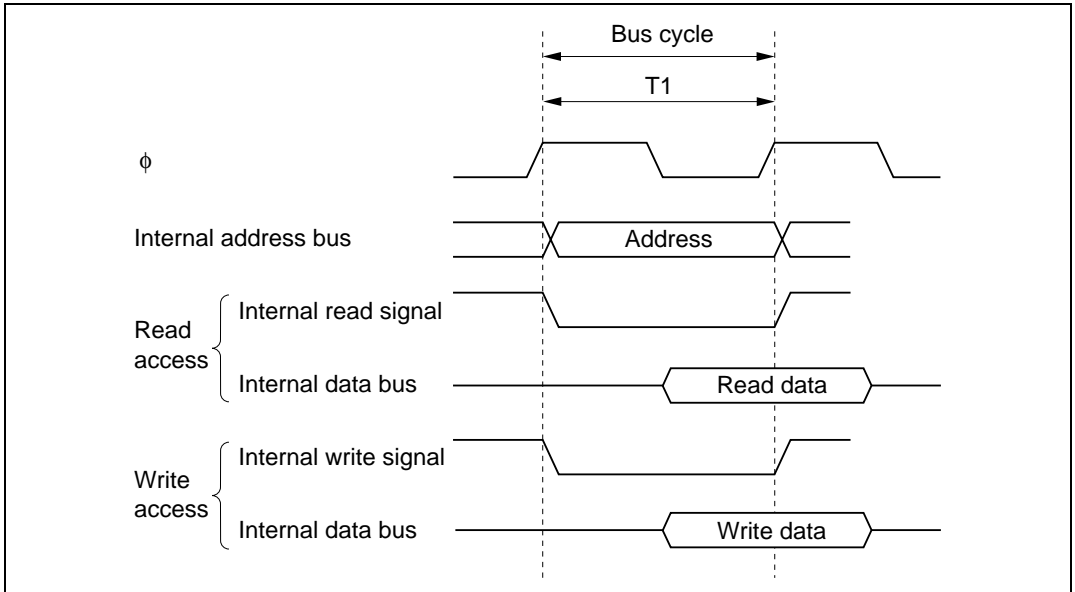 Bus cycle
T1
ϕ
Internal address bus
Address
Read
access
Internal read signal
Internal data bus
Read data
Write
access
Internal write signal
Internal data bus
Write data